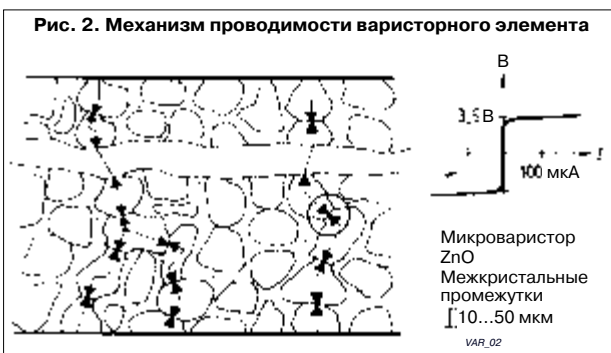 Рис. 2. Механизм проводимости варисторного элемента
В
3,5 В
100 мкА
Микроваристор
ZnO
Межкристальные
промежутки
10...50 мкм
VAR_02